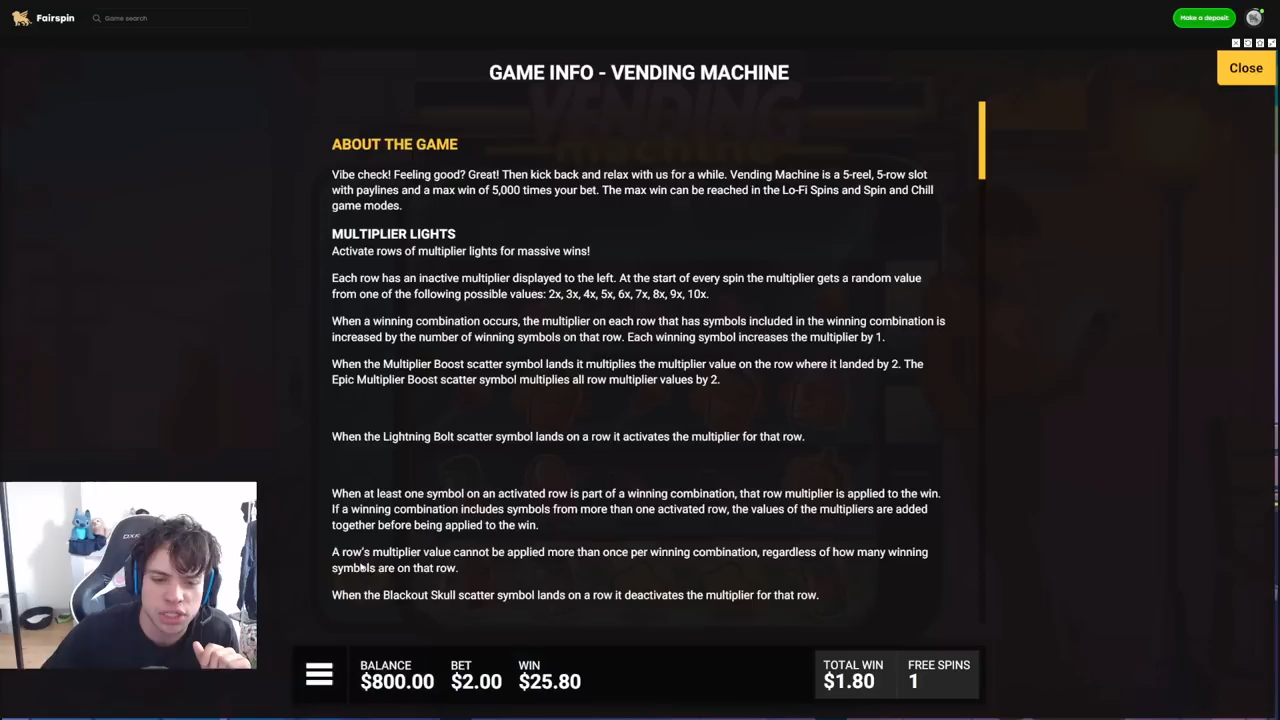 Fairspin
Game search
Make a deposit
Close
GAME INFO - VENDING MACHINE
ABOUT THE GAME
Vibe check! Feeling good? Great! Then kick back and relax with us for a while. Vending Machine is a 5-reel, 5-row slot
with paylines and a max win of 5,000 times your bet. The max win can be reached in the Lo-Fi Spins and Spin and Chill
game modes.
MULTIPLIER LIGHTS
Activate rows of multiplier lights for massive wins!
Each row has an inactive multiplier displayed to the left. At the start of every spin the multiplier gets a random value
from one of the following possible values: 2x, 3x, 4x, 5x, 6x, 7x, 8x, 9x, 10x.
When a winning combination occurs, the multiplier on each row that has symbols included in the winning combination is
increased by the number of winning symbols on that row. Each winning symbol increases the multiplier by 1.
When the Multiplier Boost scatter symbol lands it multiplies the multiplier value on the row where it landed by 2. The
Epic Multiplier Boost scatter symbol multiplies all row multiplier values by 2.
When the Lightning Bolt scatter symbol lands on a row it activates the multiplier for that row.
When at least one symbol on an activated row is part of a winning combination, that row multiplier is applied to the win.
If a winning combination includes symbols from more than one activated row, the values of the multipliers are added
together before being applied to the win.
A row's multiplier value cannot be applied more than once per winning combination, regardless of how many winning
symbols are on that row.
When the Blackout Skull scatter symbol lands on a row it deactivates the multiplier for that row.
VENDING
machine
DXR
BALANCE
$800.00
BET
$2.00
WIN
$25.80
TOTAL WIN
$1.80
FREE SPINS
1